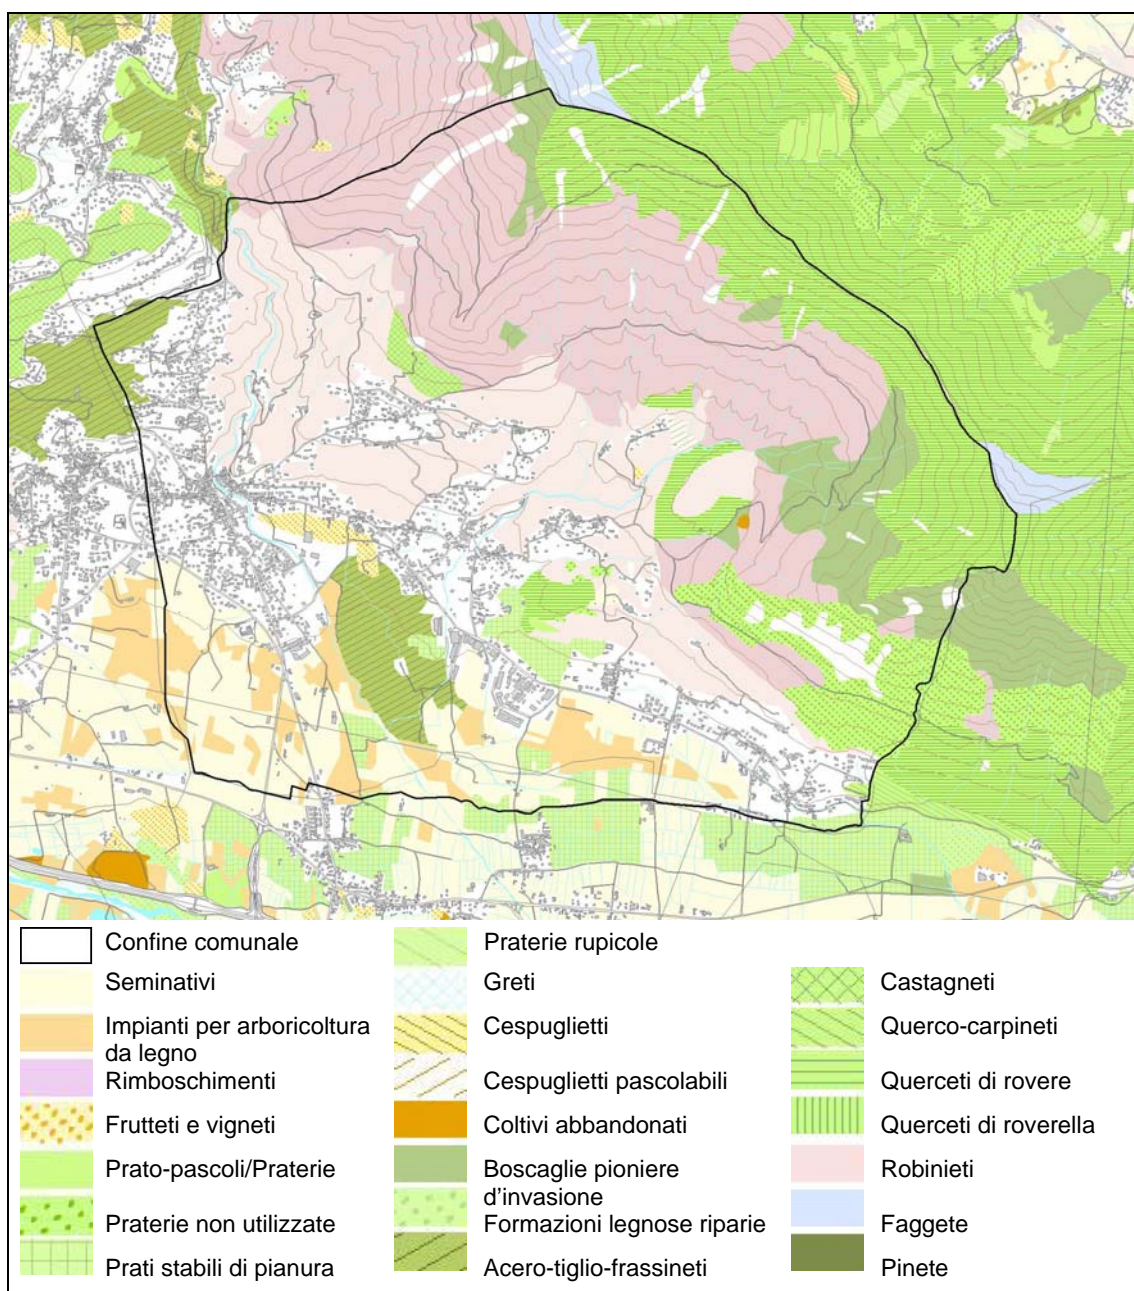 Confine comunale
Seminativi
Impianti per arboricoltura
da legno
Rimboschimenti
Frutteti e vigneti
Prato-pascoli/Praterie
Praterie non utilizzate
Prati stabili di pianura
Praterie rupicole
Greti
Cespuglietti
Cespuglietti pascolabili
Coltivi abbandonati
Boscaglie pioniere
d'invasione
Formazioni legnose riparie
Acero-tiglio-frassineti
Castagneti
Querco-carpineti
Querceti di rovere
Querceti di roverella
Robinieti
Faggete
Pinete